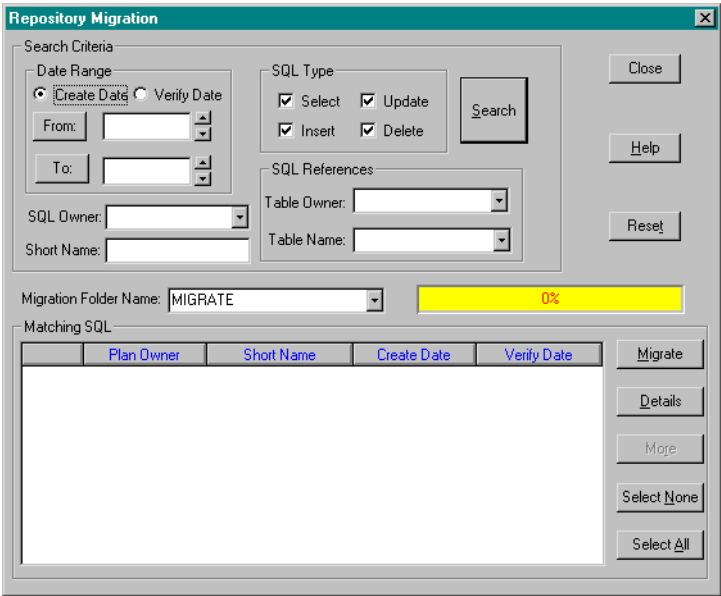 Repository Migration
Search Criteria
Date Range
Create Date Verify Date
From:
To:
SQL Owner:
Short Name:
SQL Type
Select Update
Insert Delete
Search
SQL References
Table Owner:
Table Name:
Close
Help
Reset
Migration Folder Name: MIGRATE 0%
Matching SQL
Plan Owner Short Name Create Date Verify Date
Migrate
Details
More
Select None
Select All